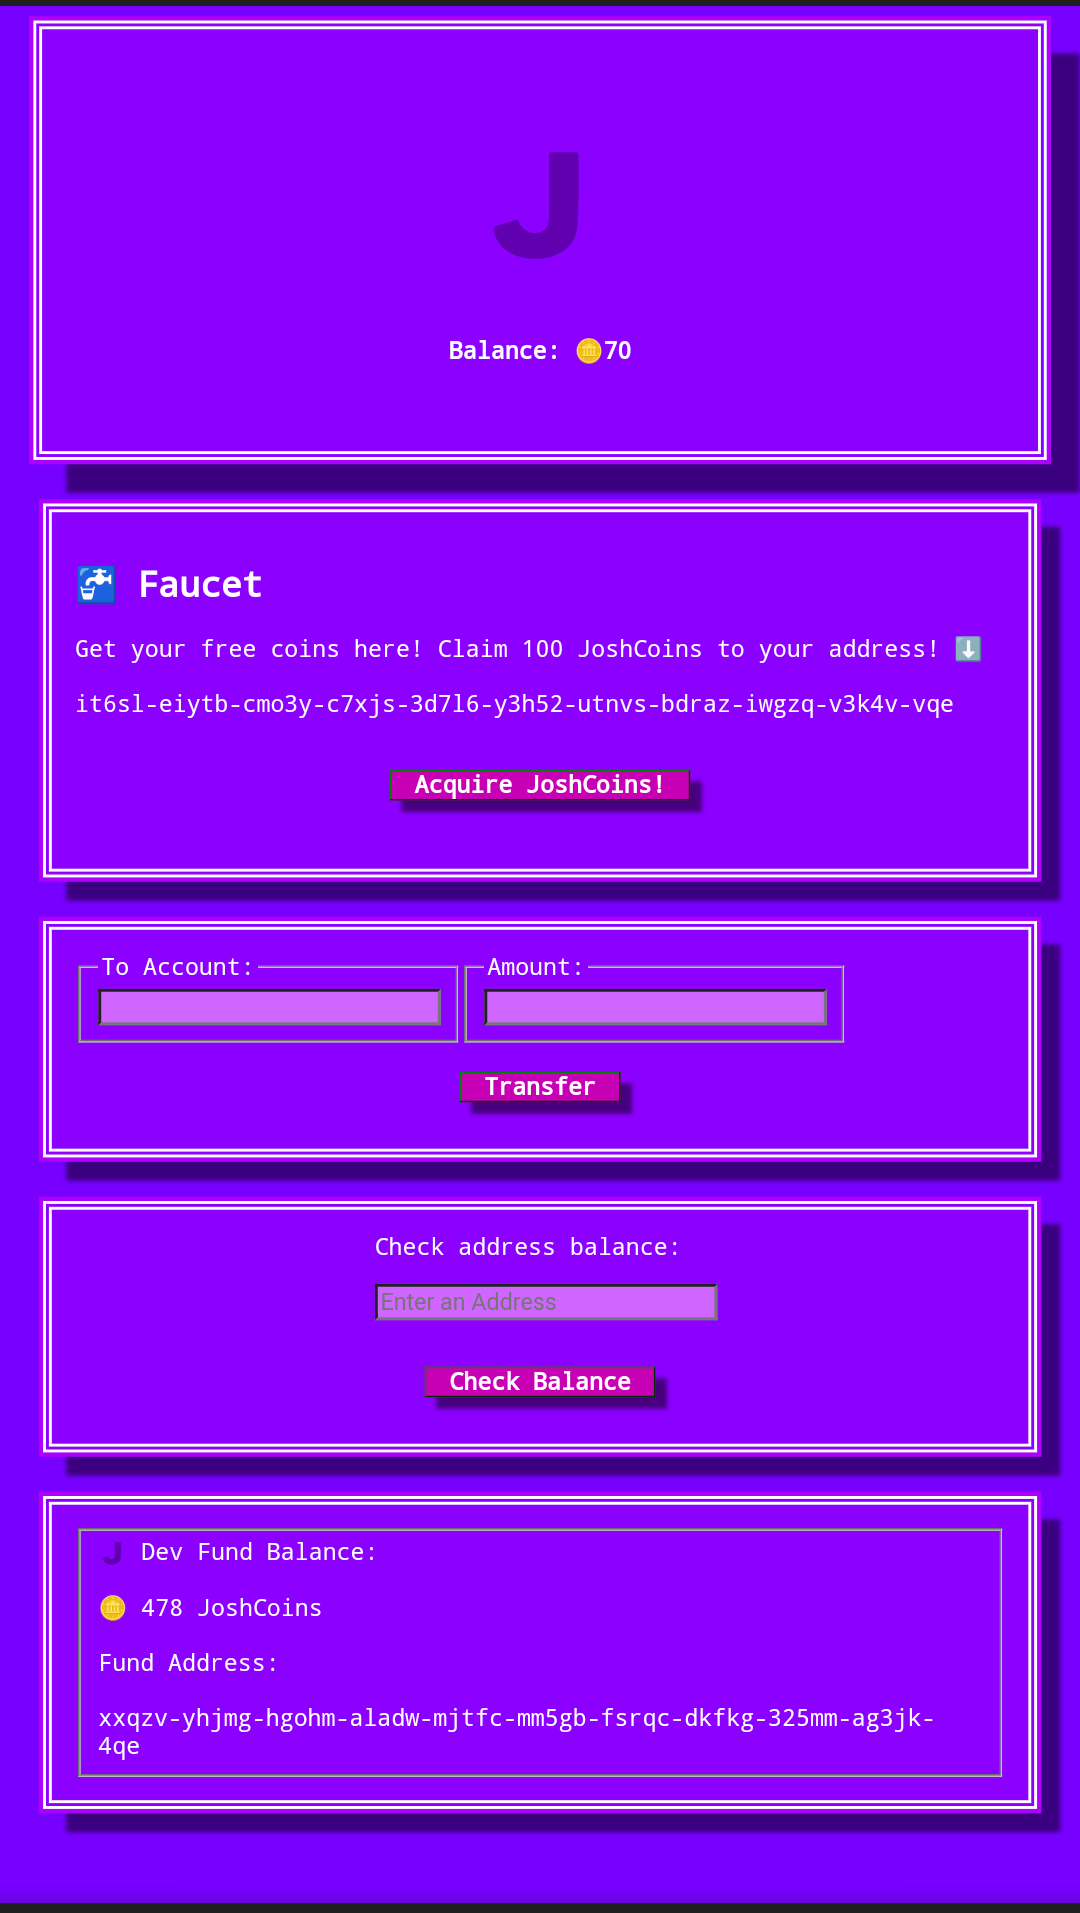 J
Balance: 🪙70
🚰 Faucet
Get your free coins here! Claim 100 JoshCoins to your address! ⬇️
it6sl-eiytb-cmo3y-c7xjs-3d7l6-y3h52-utnvs-bdraz-iwgzq-v3k4v-vqe
Acquire JoshCoins!
To Account: Amount:
Transfer
Check address balance:
Enter an Address
Check Balance
J Dev Fund Balance:
🪙 478 JoshCoins
Fund Address:
xxqzv-yhjmg-hgohm-aladw-mjtfc-mm5gb-fsrqc-dkfkg-325mm-ag3jk-
4qe